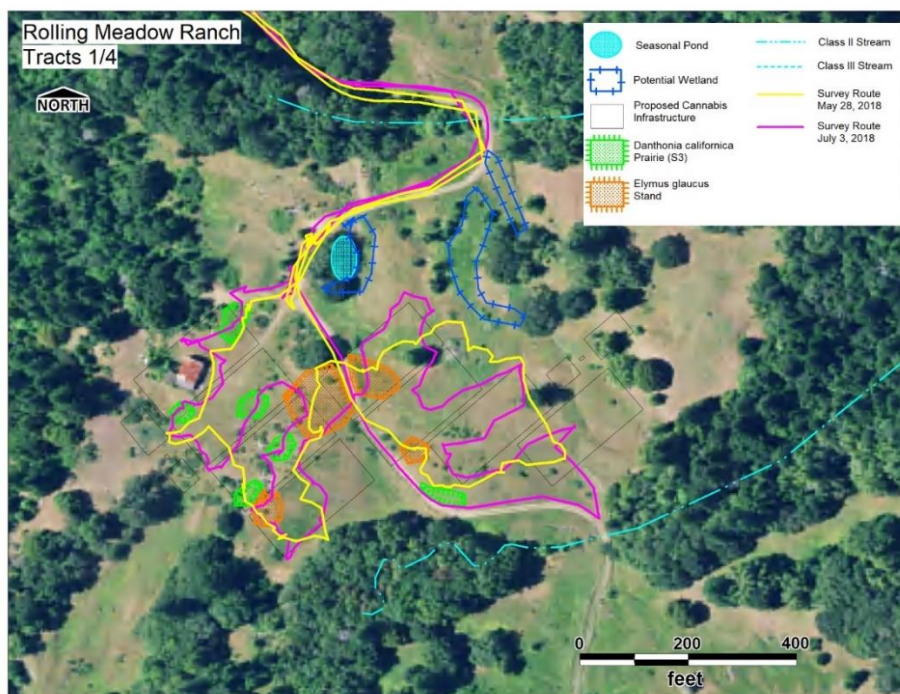 Rolling Meadow Ranch
Tracts 1/4
NORTH
Seasonal Pond
Potential Wetland
Proposed Cannabis
Infrastructure
Danthonia californica
Prairie (S3)
Elymus glaucus
Stand
Class II Stream
Class III Stream
Survey Route
May 28, 2018
Survey Route
July 3, 2018
0 200 400
feet